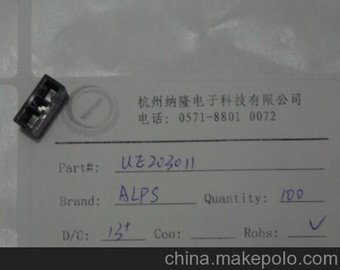 杭州纳隆电子科技有限公司
电话: 0571-8801 0072
Part#: UE203011
Brand: ALPS Quantity: 100
D/C: 13+ Coo: Rohs: √
china.makepolo.com